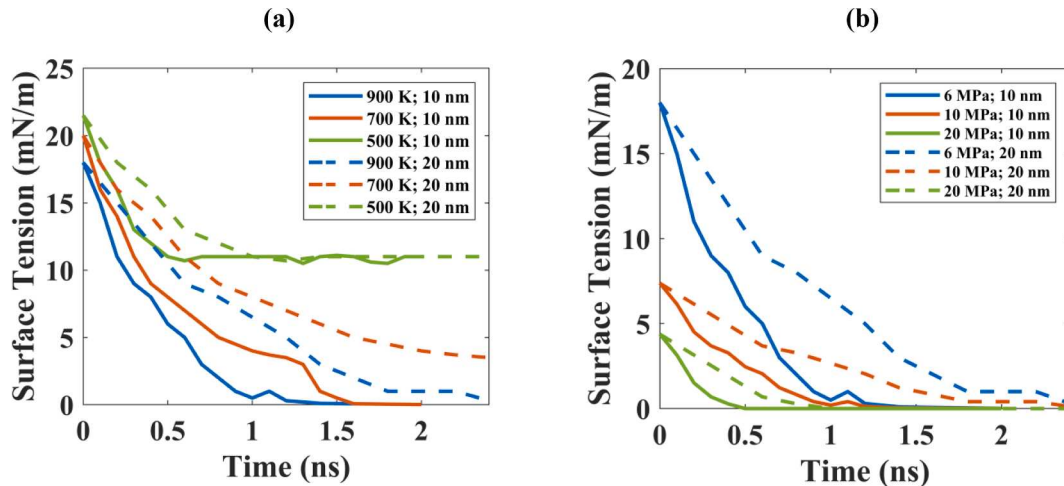 (a)
Surface Tension (mN/m)
25
20
15
10
5
0
0
0.5
1
1.5
2
Time (ns)
900 K; 10 nm
700 K; 10 nm
500 K; 10 nm
900 K; 20 nm
700 K; 20 nm
500 K; 20 nm
(b)
Surface Tension (mN/m)
20
15
10
5
0
0
0.5
1
1.5
2
Time (ns)
6 MPa; 10 nm
10 MPa; 10 nm
20 MPa; 10 nm
6 MPa; 20 nm
10 MPa; 20 nm
20 MPa; 20 nm